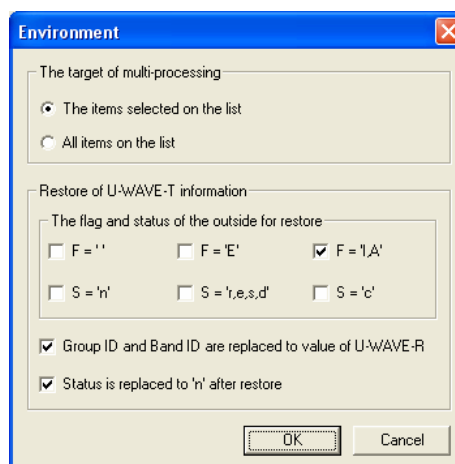 Environment
The target of multi-processing
The items selected on the list
All items on the list
Restore of U-WAVE-T information
The flag and status of the outside for restore
F = ' ' F = 'E' F = 'I,A'
S = 'n' S = 'r,e,s,d' S = 'c'
Group ID and Band ID are replaced to value of U-WAVE-R
Status is replaced to 'n' after restore
OK Cancel